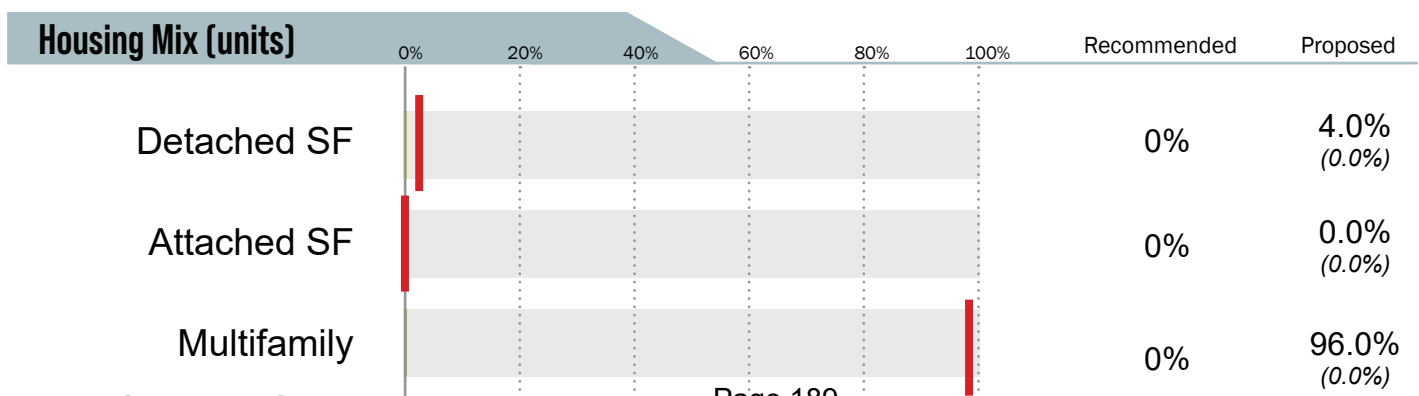 Housing Mix (units) 0% 20% 40% 60% 80% 100% Recommended Proposed
Detached SF 0% 4.0%
(0.0%)
Attached SF 0% 0.0%
(0.0%)
Multifamily 0% 96.0%
(0.0%)